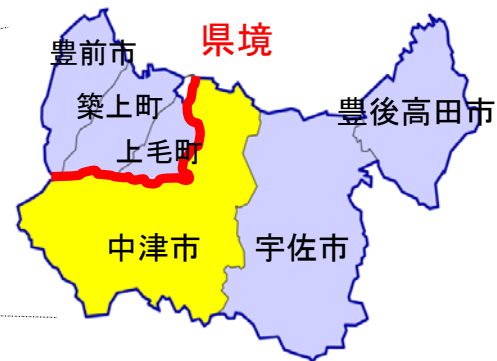 県境
豊前市
築上町
豊後高田市
上毛町
中津市
宇佐市